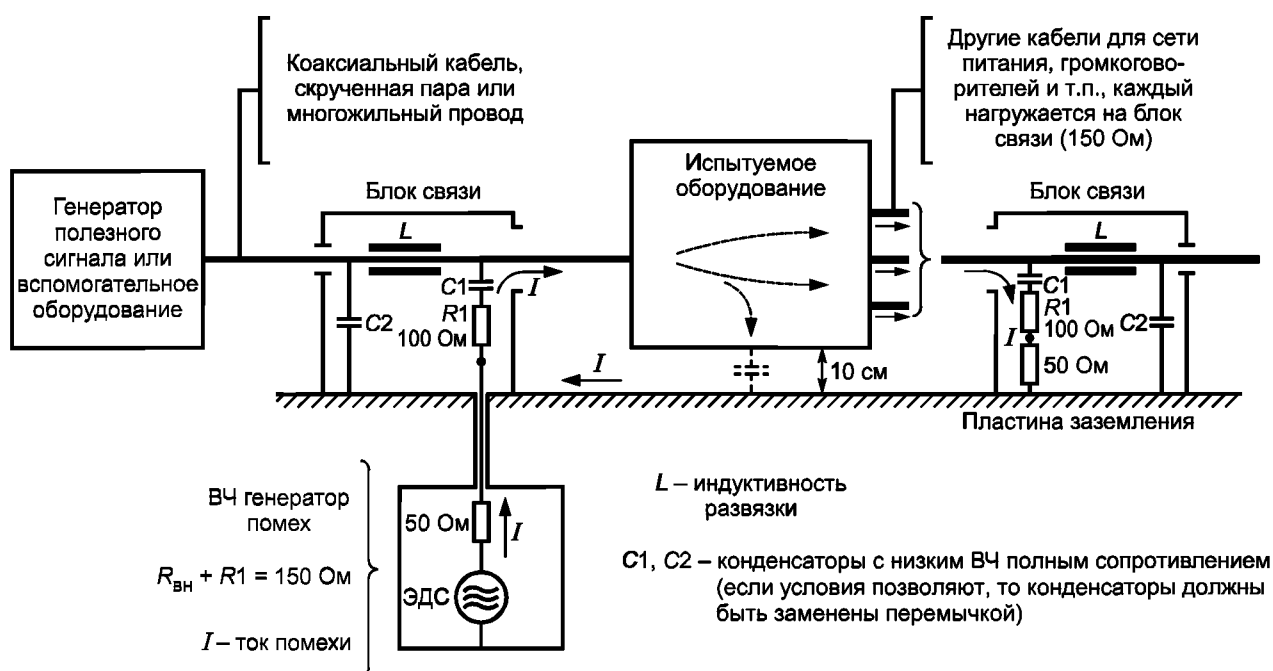 Коаксиальный кабель,
скрученная пара или
многожильный провод
Другие кабели для сети
питания, громкогово-
рителей и т.п., каждый
нагружается на блок
связи (150 Ом)
Генератор
полезного
сигнала или
вспомогательное
оборудование
Блок связи
L
C1
R1
100 Ом
C2
I
Испытуемое
оборудование
Блок связи
L
C1
R1
100 Ом
50 Ом
C2
I
I
10 см
Пластина заземления
ВЧ генератор
помех
Rвн + R1 = 150 Ом
I – ток помехи
50 Ом
I
ЭДС
L – индуктивность
развязки
C1, C2 – конденсаторы с низким ВЧ полным сопротивлением
(если условия позволяют, то конденсаторы должны
быть заменены перемычкой)